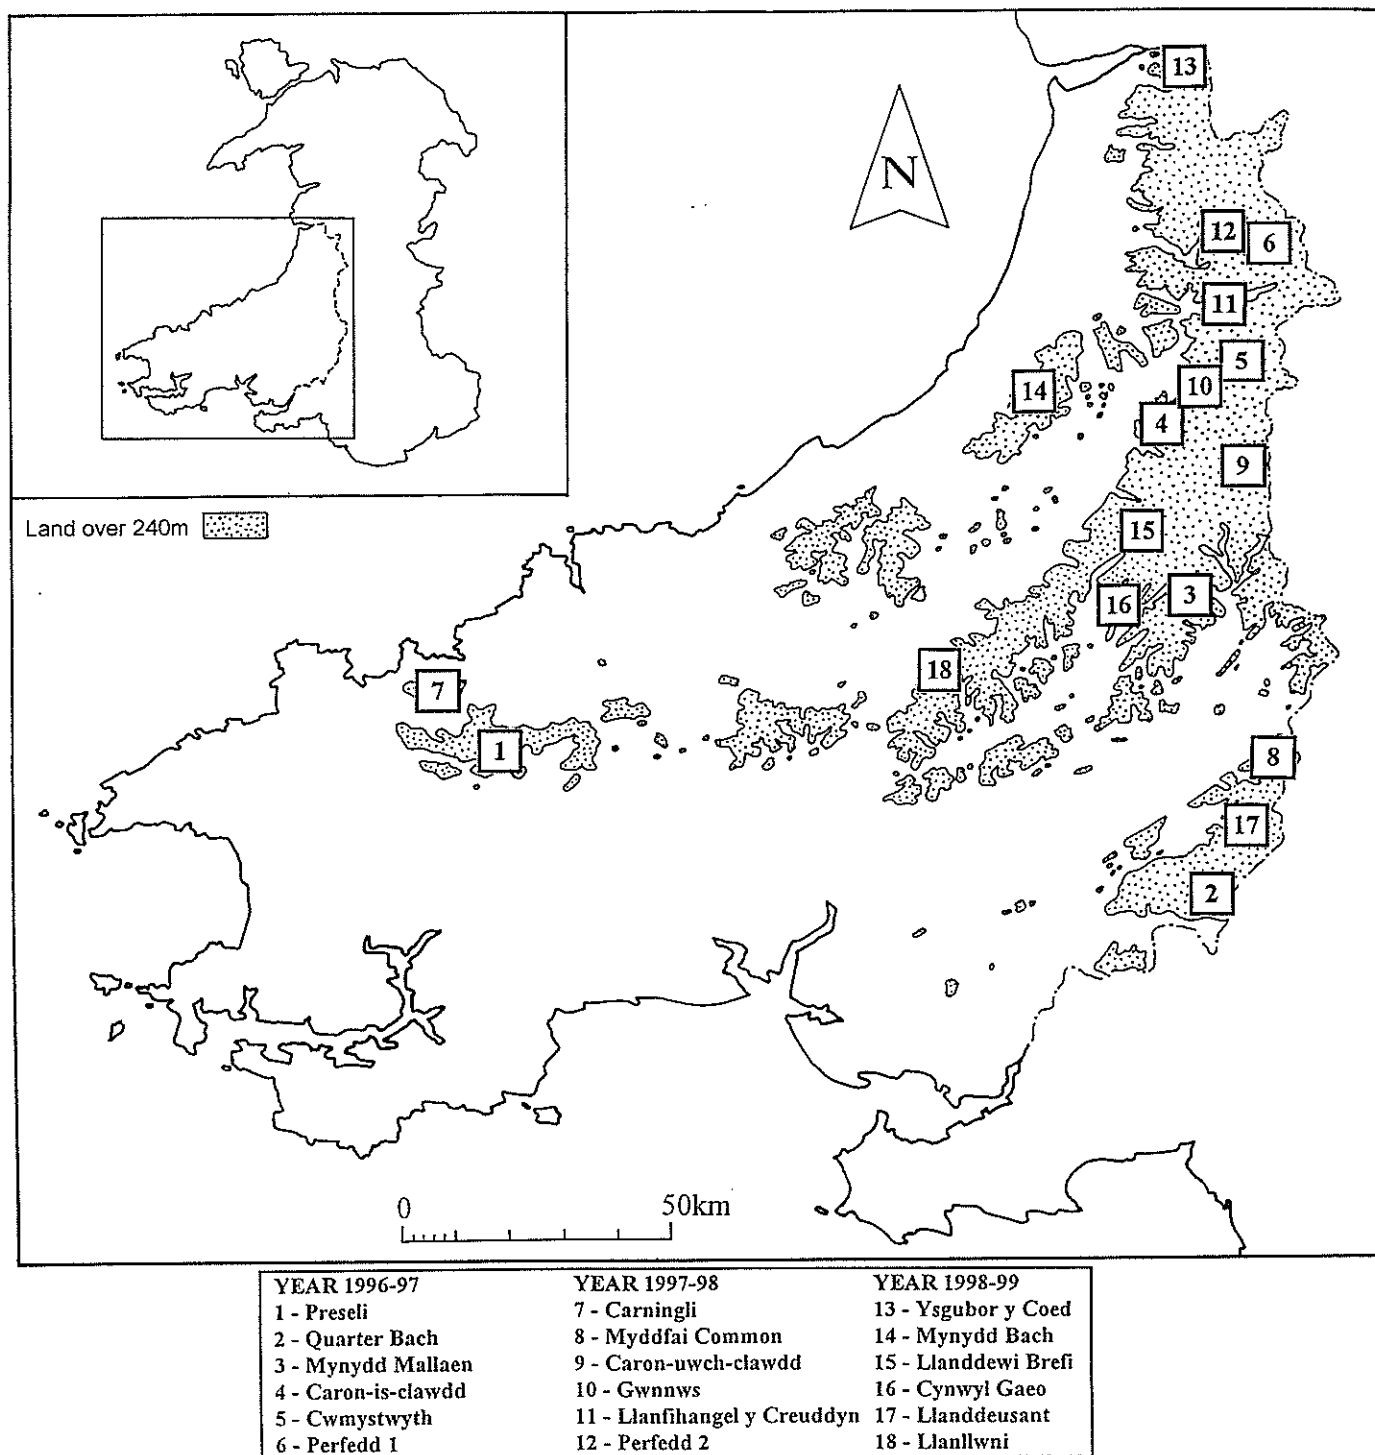 13
N
12
6
11
5
14
10
4
9
15
16
3
18
7
1
8
17
2
Land over 240m
0 50km
YEAR 1996-97 YEAR 1997-98 YEAR 1998-99
1 - Preseli 7 - Carningli 13 - Ysgubor y Coed
2 - Quarter Bach 8 - Myddfai Common 14 - Mynydd Bach
3 - Mynydd Mallaen 9 - Caron-uwch-clawdd 15 - Llanddewi Brefi
4 - Caron-is-clawdd 10 - Gwnnws 16 - Cynwyl Gaeo
5 - Cwmystwyth 11 - Llanfihangel y Creuddyn 17 - Llanddeusant
6 - Perfedd 1 12 - Perfedd 2 18 - Llanllwni